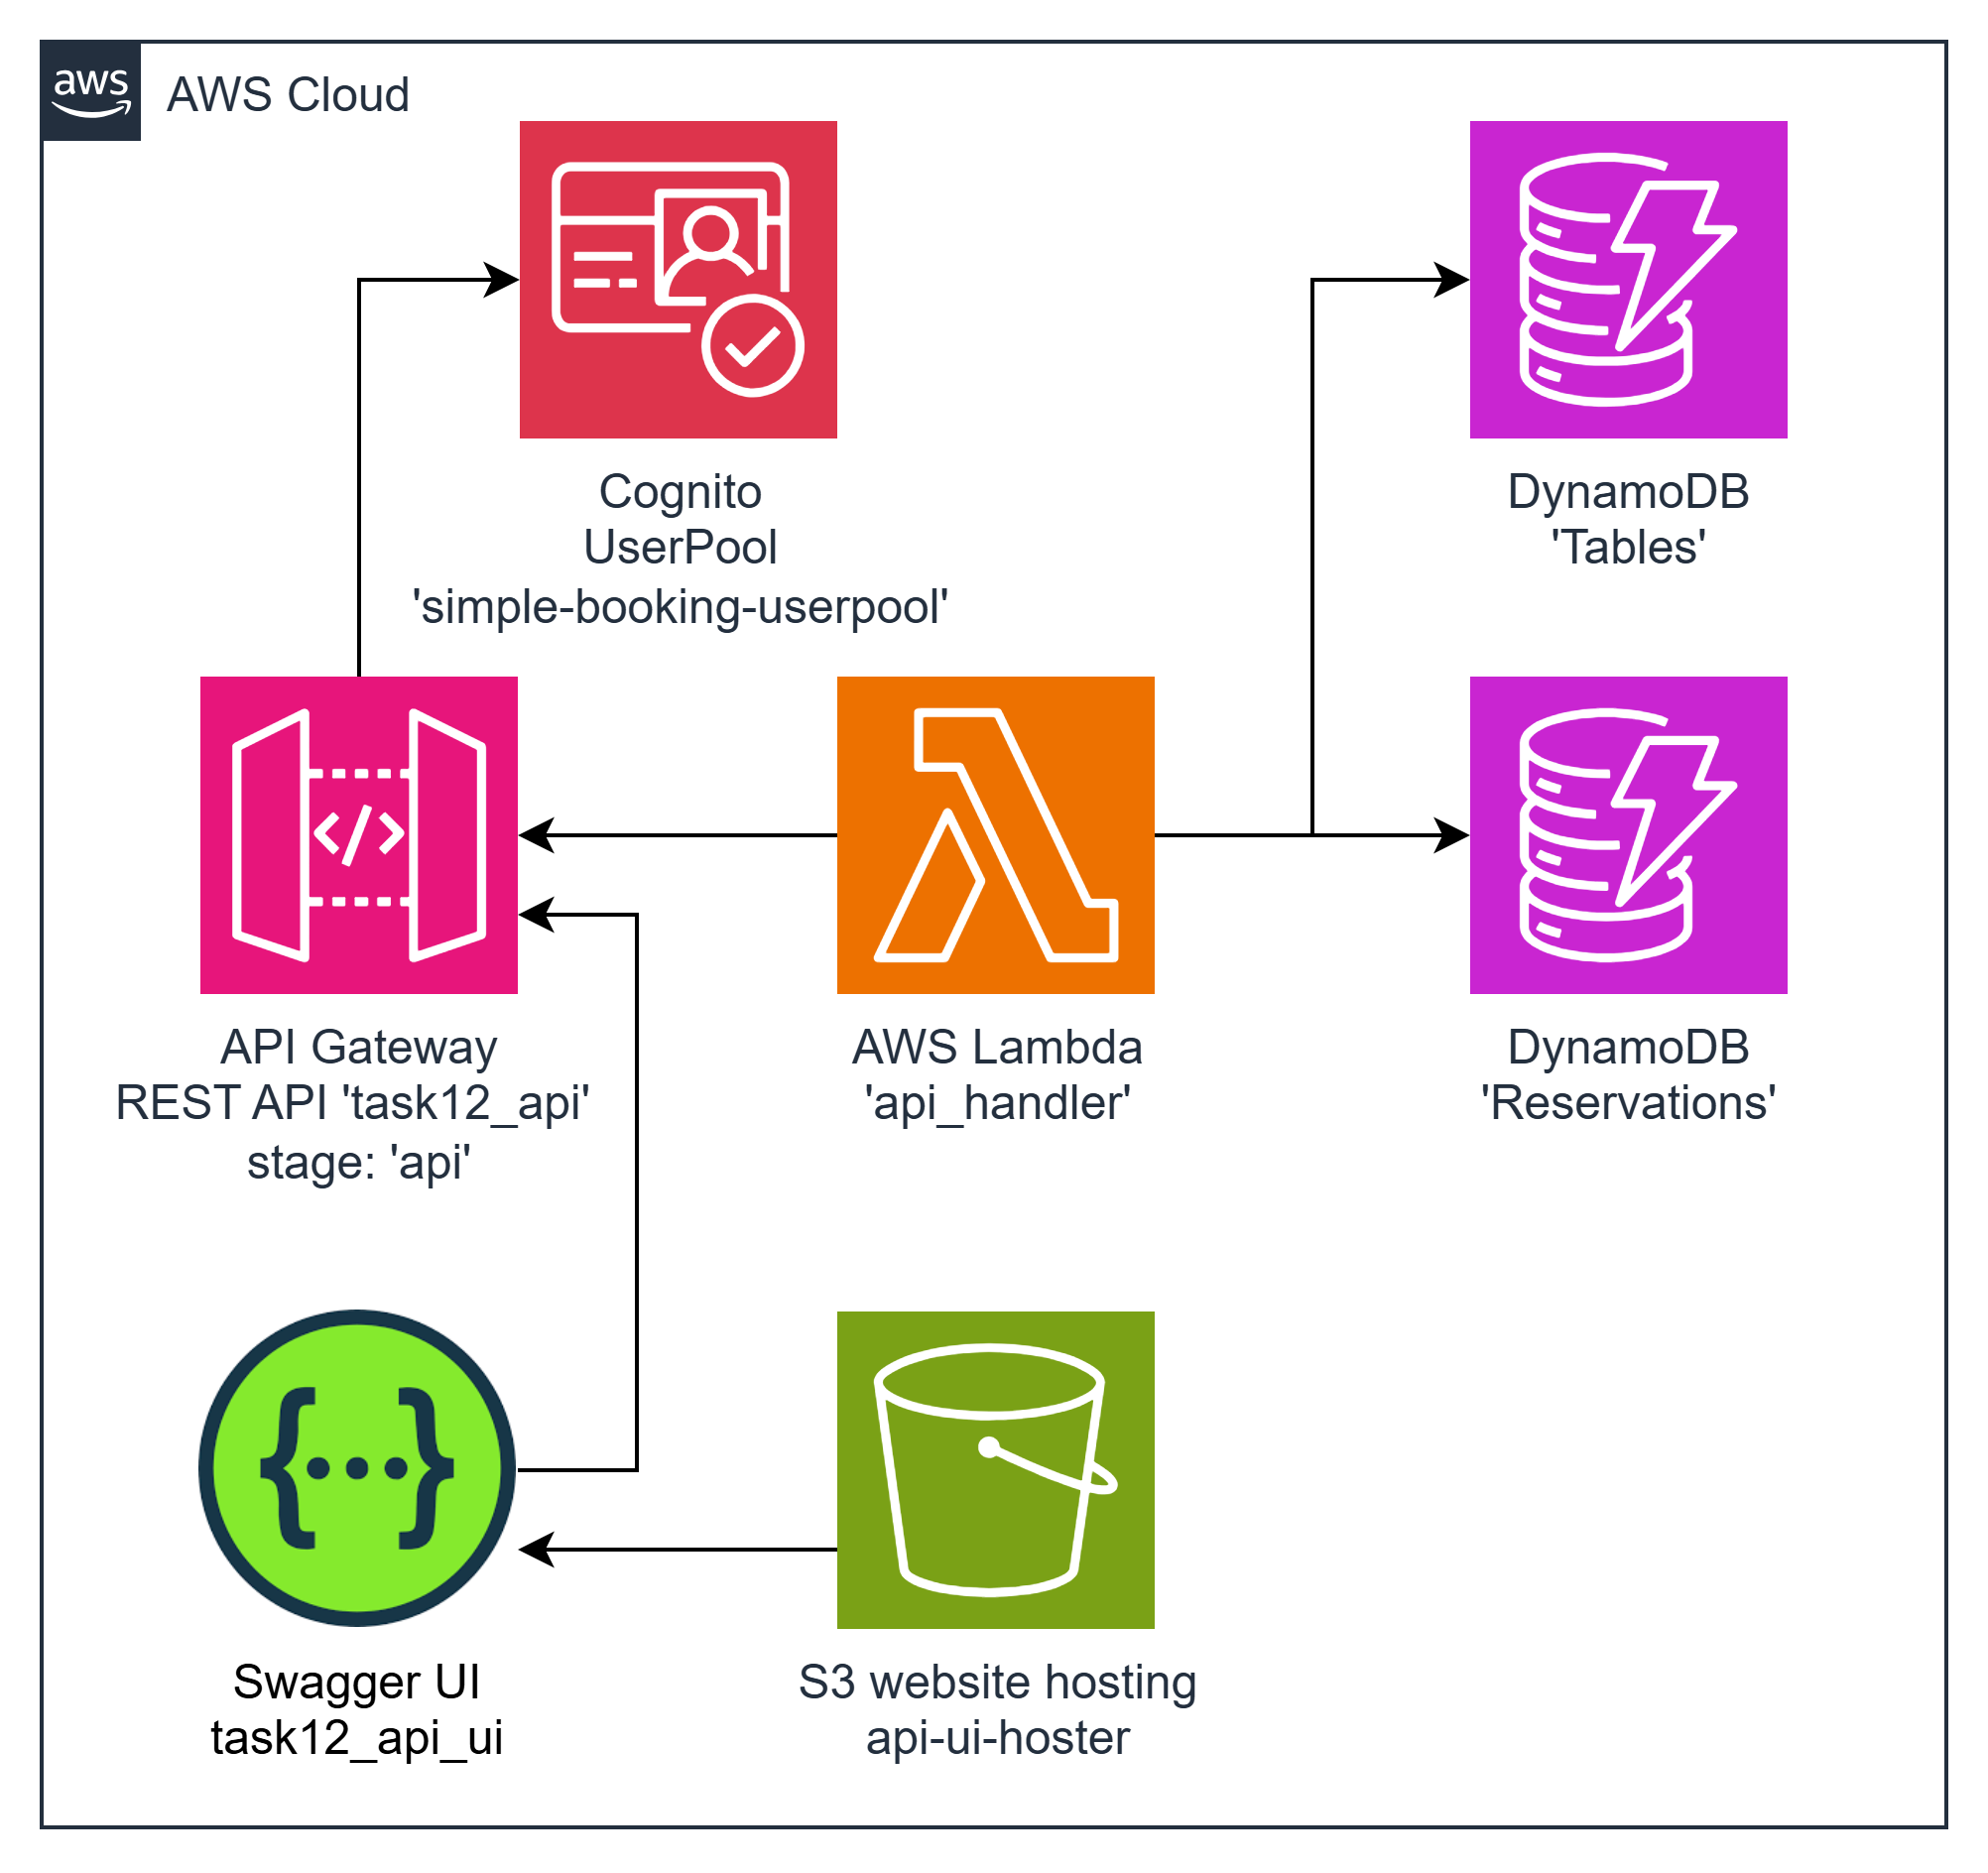 aws
AWS Cloud
Cognito
UserPool
'simple-booking-userpool'
DynamoDB
'Tables'
API Gateway
REST API 'task12_api'
stage: 'api'
AWS Lambda
'api_handler'
DynamoDB
'Reservations'
Swagger UI
task12_api_ui
S3 website hosting
api-ui-hoster